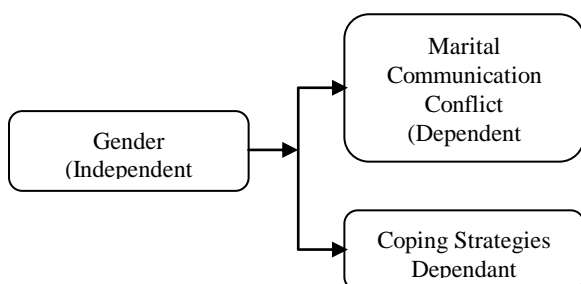 Marital
Communication
Conflict
(Dependent
Gender
(Independent
Coping Strategies
Dependant